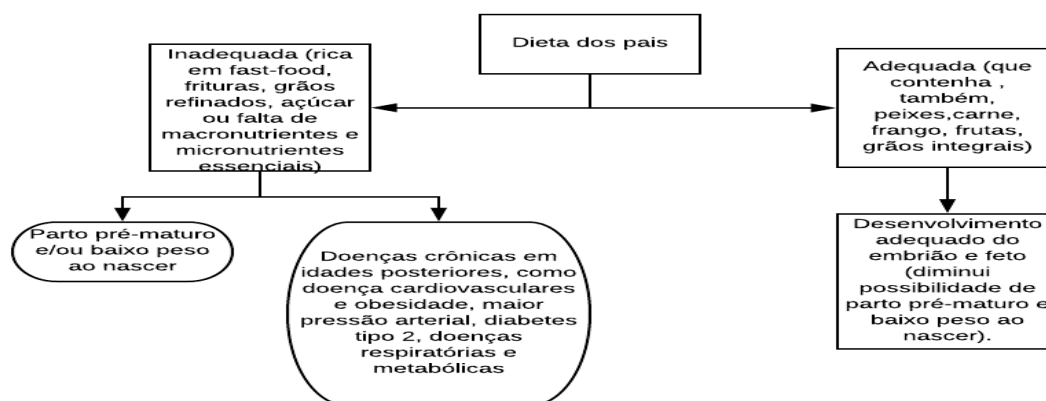 Dieta dos pais
Inadequada (rica
em fast-food,
frituras, grãos
refinados, açúcar
ou falta de
macronutrientes e
micronutrientes
essenciais)
Adequada (que
contenha ,
também,
peixes,carne,
frango, frutas,
grãos integrais)
Parto pré-maturo
e/ou baixo peso
ao nascer
Doenças crônicas em
idades posteriores, como
doença cardiovasculares
e obesidade, maior
pressão arterial, diabetes
tipo 2, doenças
respiratórias e
metabólicas
Desenvolvimento
adequado do
embrião e feto
(diminui
possibilidade de
parto pré-maturo e
baixo peso ao
nascer).